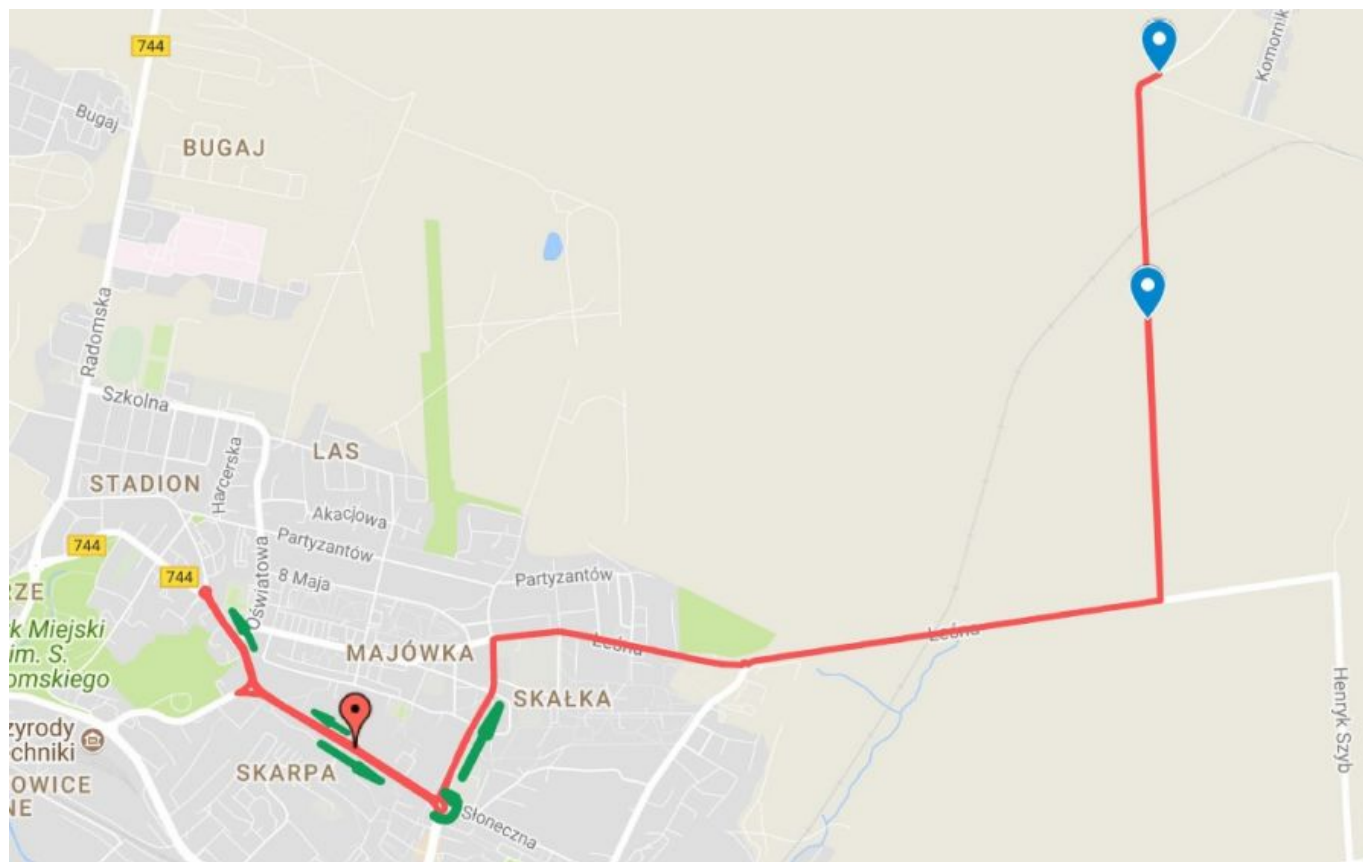 744
Komornik
Bugaj
BUGAJ
Radomska
Szkolna
Harcerska
LAS
STADION
Akacjowa
744
Partyzantów
Oświatowa
8 Maja
Partyzantów
744
RZE
k Miejski
im. S.
omskiego
MAJÓWKA
Leśna
Leśna
SKAŁKA
Henryk Szyb
zyrody
chniki
SKARPA
OWICE
NE
Słoneczna